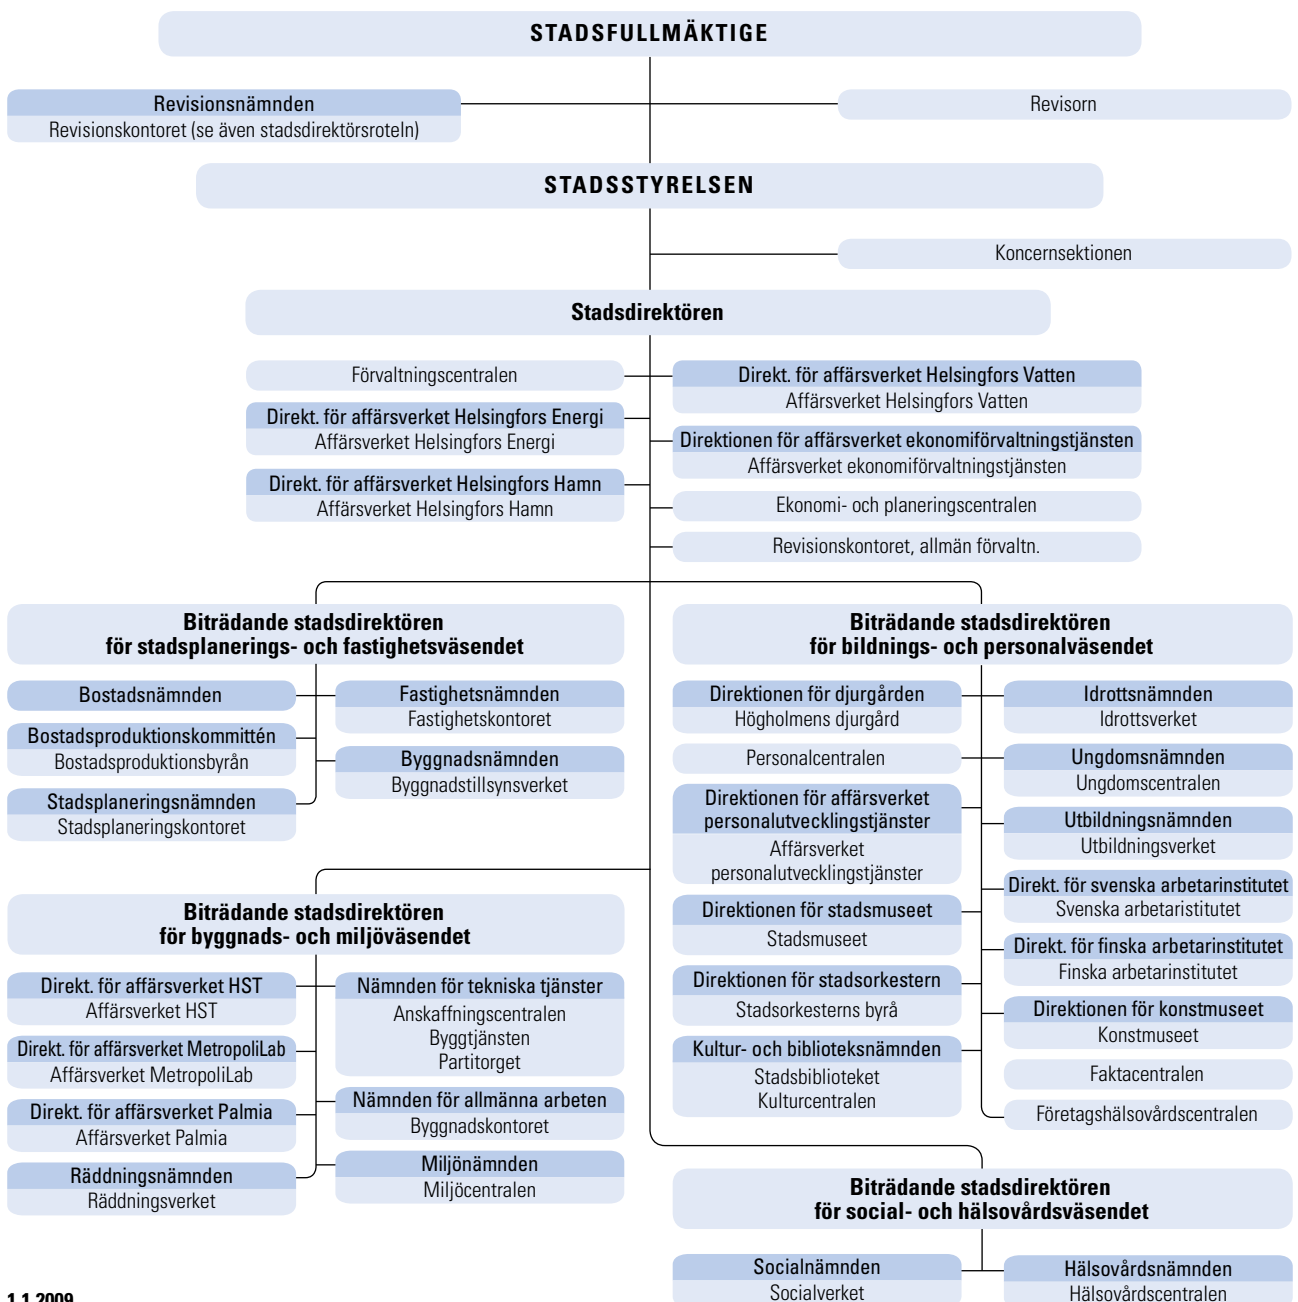 STADSFULLMÄKTIGE
Revisionsnämnden
Revisionskontoret (se även stadsdirektörsroteln)
Revisorn
STADSSTYRELSEN
Koncernsektionen
Stadsdirektören
Förvaltningscentralen
Direkt. för affärsverket Helsingfors Energi
Affärsverket Helsingfors Energi
Direkt. för affärsverket Helsingfors Hamn
Affärsverket Helsingfors Hamn
Direkt. för affärsverket Helsingfors Vatten
Affärsverket Helsingfors Vatten
Direktionen för affärsverket ekonomiförvaltningstjänsten
Affärsverket ekonomiförvaltningstjänsten
Ekonomi- och planeringscentralen
Revisionskontoret, allmän förvaltn.
Biträdande stadsdirektören
för stadsplanerings- och fastighetsväsendet
Bostadsnämnden
Bostadsproduktionskommittén
Bostadsproduktionsbyrån
Stadsplaneringsnämnden
Stadsplaneringskontoret
Fastighetsnämnden
Fastighetskontoret
Byggnadsnämnden
Byggnadstillsynsverket
Biträdande stadsdirektören
för byggnads- och miljöväsendet
Direkt. för affärsverket HST
Affärsverket HST
Direkt. för affärsverket MetropoliLab
Affärsverket MetropoliLab
Direkt. för affärsverket Palmia
Affärsverket Palmia
Räddningsnämnden
Räddningsverket
Nämnden för tekniska tjänster
Anskaffningscentralen
Byggtjänsten
Partitorget
Nämnden för allmänna arbeten
Byggnadskontoret
Miljönämnden
Miljöcentralen
Biträdande stadsdirektören
för bildnings- och personalväsendet
Direktionen för djurgården
Högholmens djurgård
Personalcentralen
Direktionen för affärsverket
personalutvecklingstjänster
Affärsverket
personalutvecklingstjänster
Direktionen för stadsmuseet
Stadsmuseet
Direktionen för stadsorkestern
Stadsorkesterns byrå
Kultur- och biblioteksnämnden
Stadsbiblioteket
Kulturcentralen
Idrottsnämnden
Idrottsverket
Ungdomsnämnden
Ungdomscentralen
Utbildningsnämnden
Utbildningsverket
Direkt. för svenska arbetarinstitutet
Svenska arbetaristitutet
Direkt. för finska arbetarinstitutet
Finska arbetarinstitutet
Direktionen för konstmuseet
Konstmuseet
Faktacentralen
Företagshälsovårdscentralen
Biträdande stadsdirektören
för social- och hälsovårdsväsendet
Socialnämnden
Socialverket
Hälsovårdsnämnden
Hälsovårdscentralen
1.1.2009